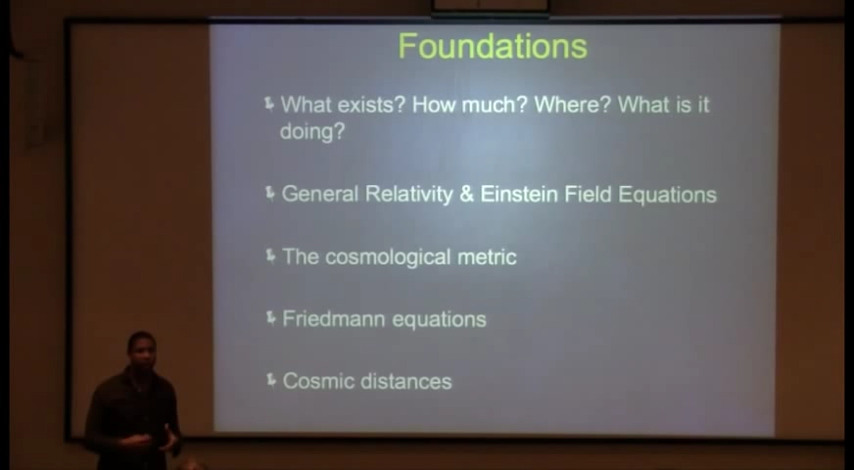 Foundations
What exists? How much? Where? What is it
doing?
General Relativity & Einstein Field Equations
The cosmological metric
Friedmann equations
Cosmic distances